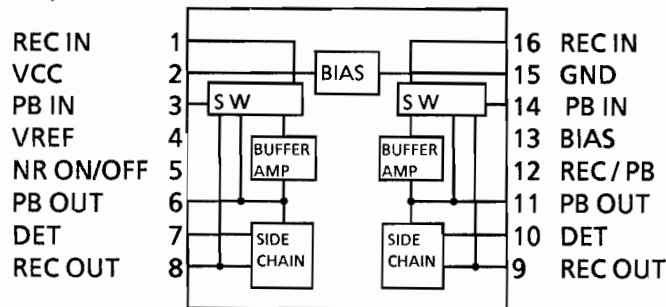 REC IN 1 16 REC IN
VCC 2 BIAS 15 GND
PB IN 3 SW SW 14 PB IN
VREF 4 13 BIAS
BUFFER AMP BUFFER AMP
NR ON/OFF 5 12 REC/PB
PB OUT 6 11 PB OUT
DET 7 SIDE SIDE 10 DET
REC OUT 8 CHAIN CHAIN 9 REC OUT